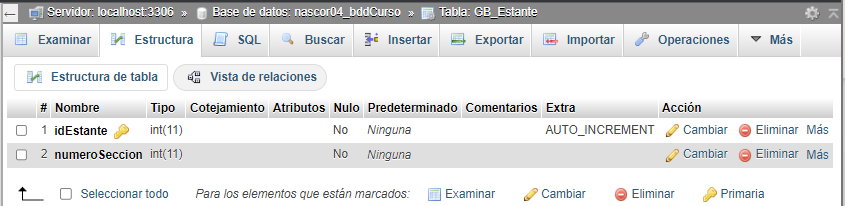 Servidor: localhost:3306 » Base de datos: nascor04_bddCurso » Tabla: GB_Estante
Examinar Estructura SQL Buscar Insertar Exportar Importar Operaciones Más
Estructura de tabla Vista de relaciones
# Nombre Tipo Cotejamiento Atributos Nulo Predeterminado Comentarios Extra Acción
1 idEstante int(11) No Ninguna AUTO_INCREMENT Cambiar Eliminar Más
2 numeroSeccion int(11) No Ninguna Cambiar Eliminar Más
Seleccionar todo Para los elementos que están marcados: Examinar Cambiar Eliminar Primaria